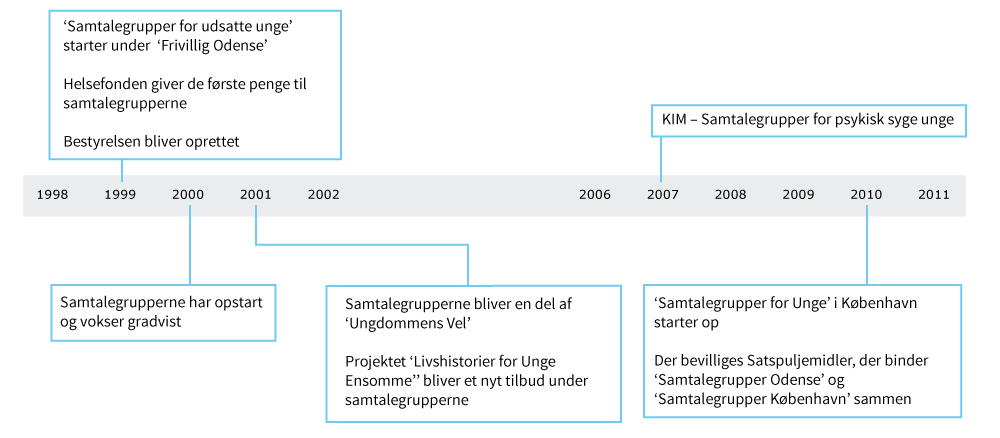 ‘Samtalegrupper for udsatte unge’
starter under ‘Frivillig Odense’
Helsefonden giver de første penge til
samtalegrupperne
Bestyrelsen bliver oprettet
KIM – Samtalegrupper for psykisk syge unge
1998 1999 2000 2001 2002 2006 2007 2008 2009 2010 2011
Samtalegrupperne har opstart
og vokser gradvist
Samtalegrupperne bliver en del af
‘Ungdommens Vel’
Projektet ‘Livshistorier for Unge
Ensomme’’ bliver et nyt tilbud under
samtalegrupperne
‘Samtalegrupper for Unge’ i København
starter op
Der bevilliges Satspuljemidler, der binder
‘Samtalegrupper Odense’ og
‘Samtalegrupper København’ sammen